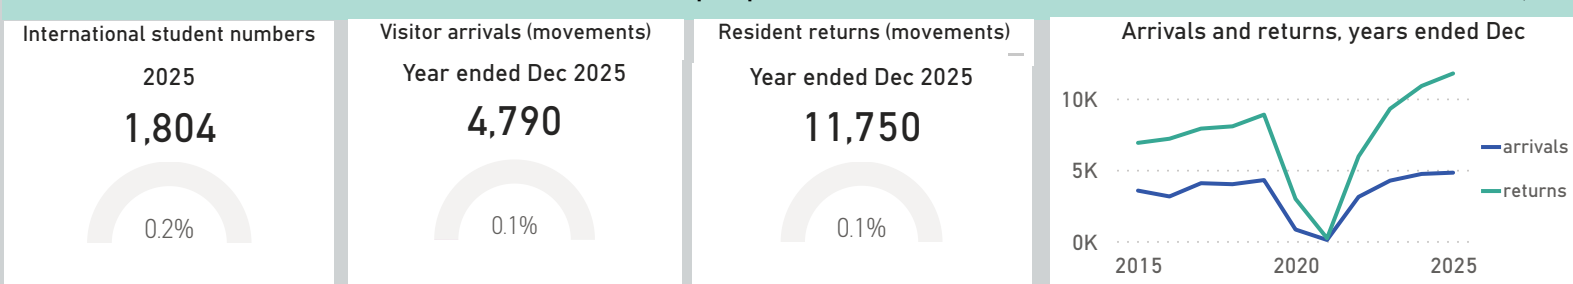 International student numbers
2025
1,804
0.2%
Visitor arrivals (movements)
Year ended Dec 2025
4,790
0.1%
Resident returns (movements)
Year ended Dec 2025
11,750
0.1%
Arrivals and returns, years ended Dec
10K
5K
0K
2015
2020
2025
arrivals
returns